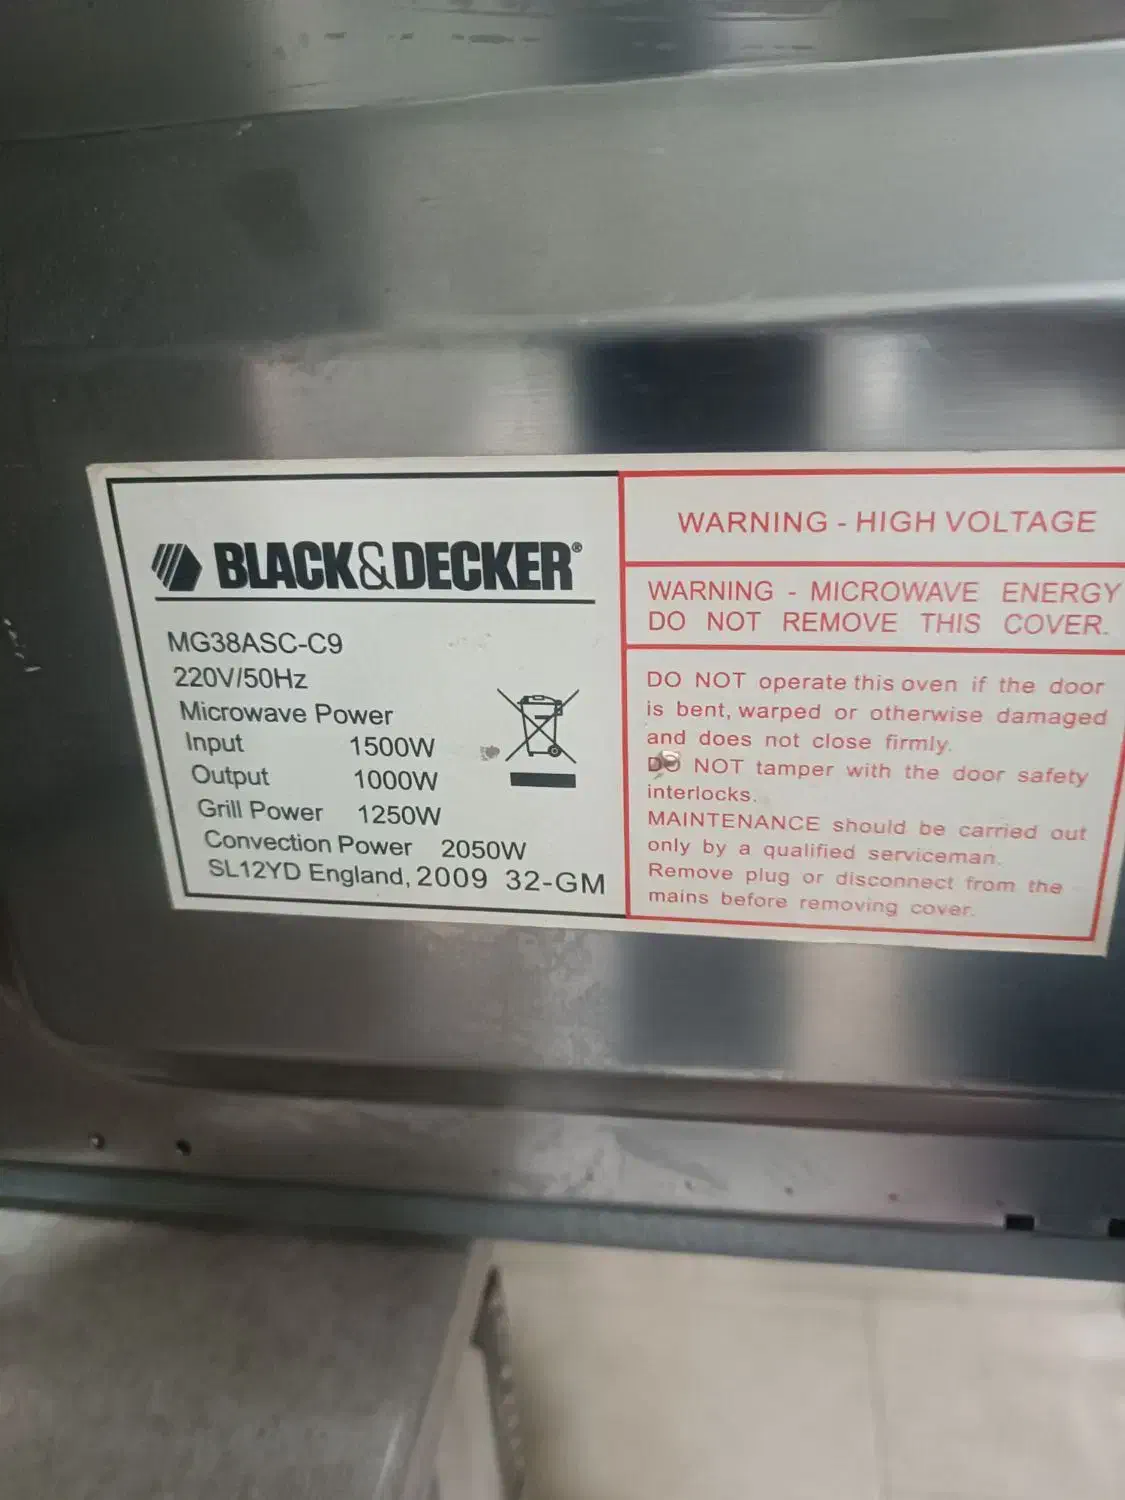 BLACK&DECKER®
MG38ASC-C9
220V/50Hz
Microwave Power
Input 1500W
Output 1000W
Grill Power 1250W
Convection Power 2050W
SL12YD England, 2009 32-GM
WARNING - HIGH VOLTAGE
WARNING - MICROWAVE ENERGY
DO NOT REMOVE THIS COVER.
DO NOT operate this oven if the door
is bent, warped or otherwise damaged
and does not close firmly.
DO NOT tamper with the door safety
interlocks.
MAINTENANCE should be carried out
only by a qualified serviceman.
Remove plug or disconnect from the
mains before removing cover.